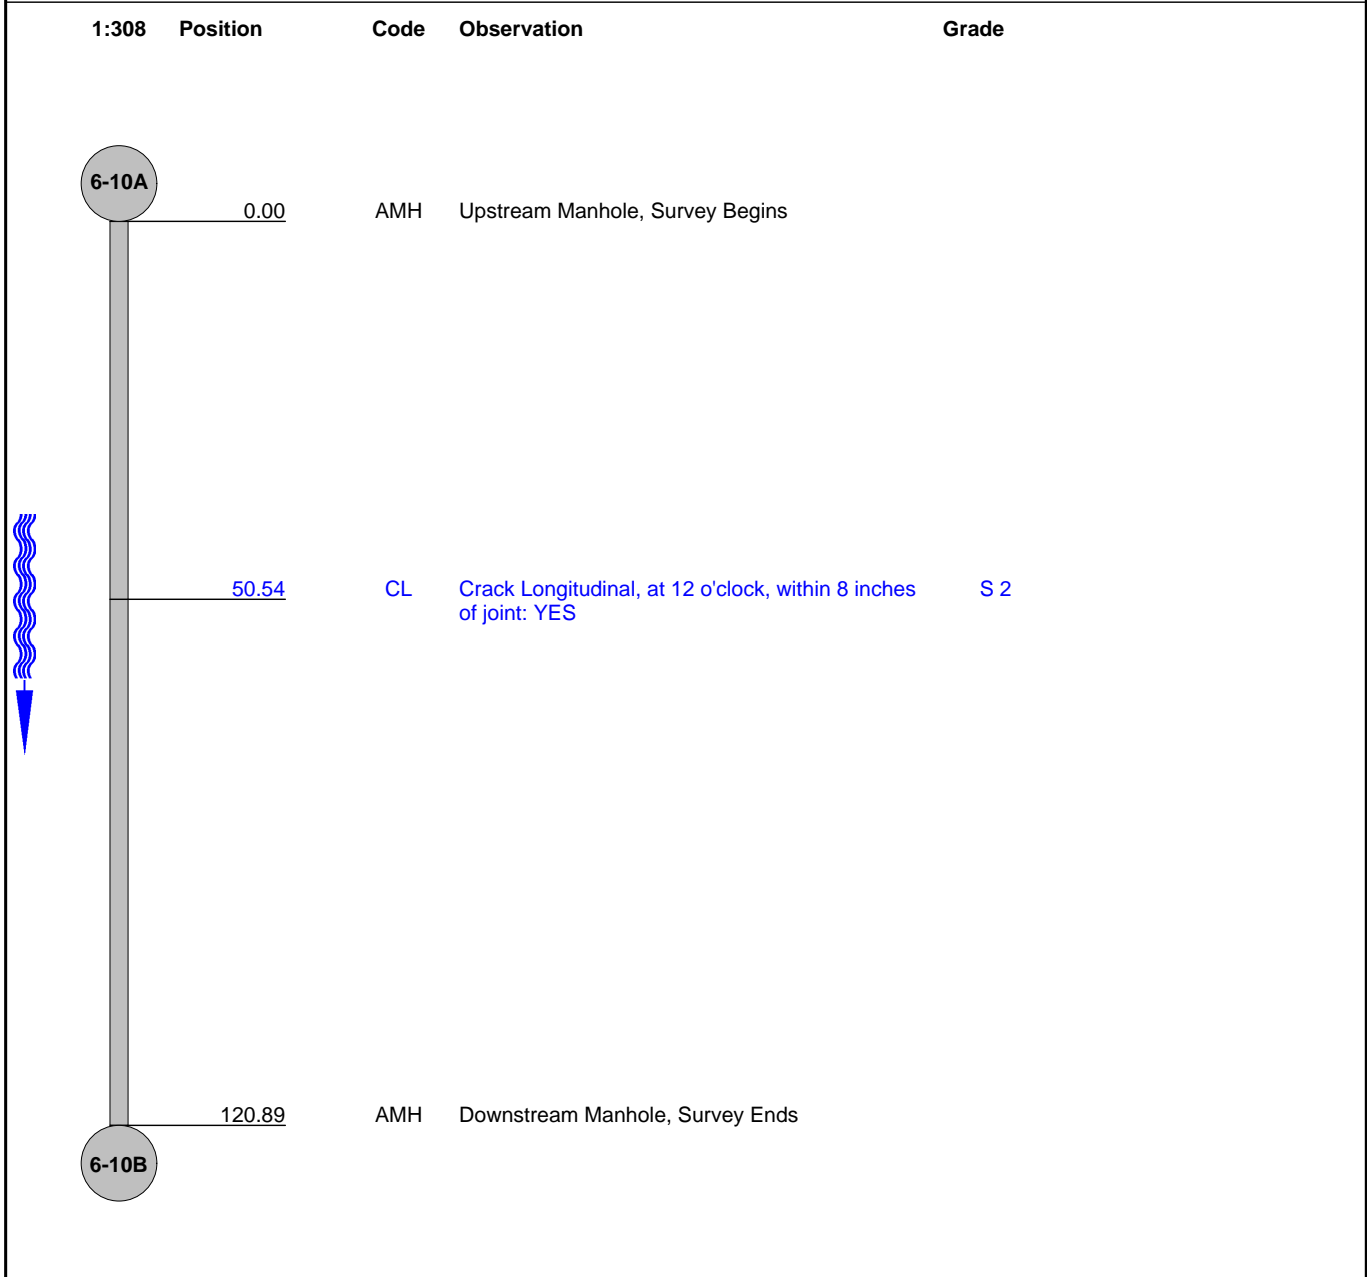 1:308 Position Code Observation Grade
6-10A
0.00 AMH Upstream Manhole, Survey Begins
50.54 CL Crack Longitudinal, at 12 o'clock, within 8 inches S 2
of joint: YES
120.89 AMH Downstream Manhole, Survey Ends
6-10B